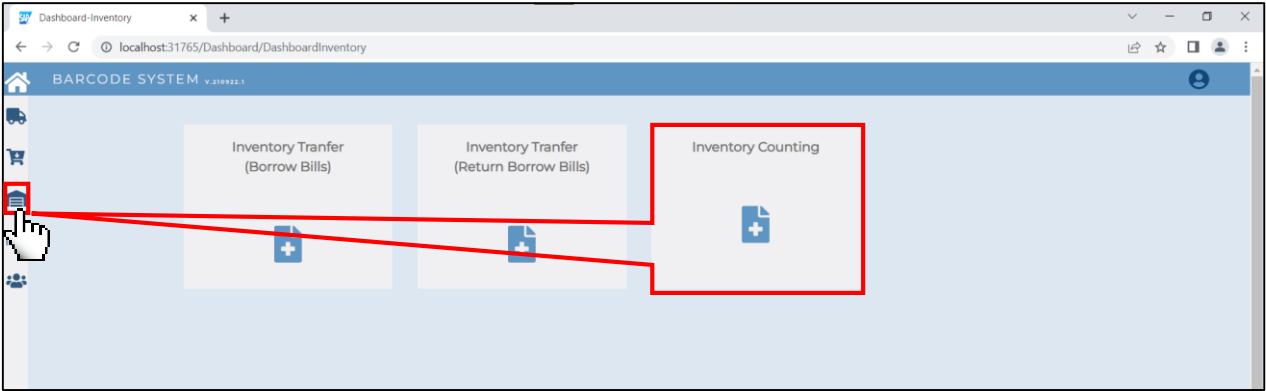 SAP
Dashboard-Inventory
localhost:31765/Dashboard/DashboardInventory
BARCODE SYSTEM V.210922.1
Inventory Tranfer
(Borrow Bills)
Inventory Tranfer
(Return Borrow Bills)
Inventory Counting